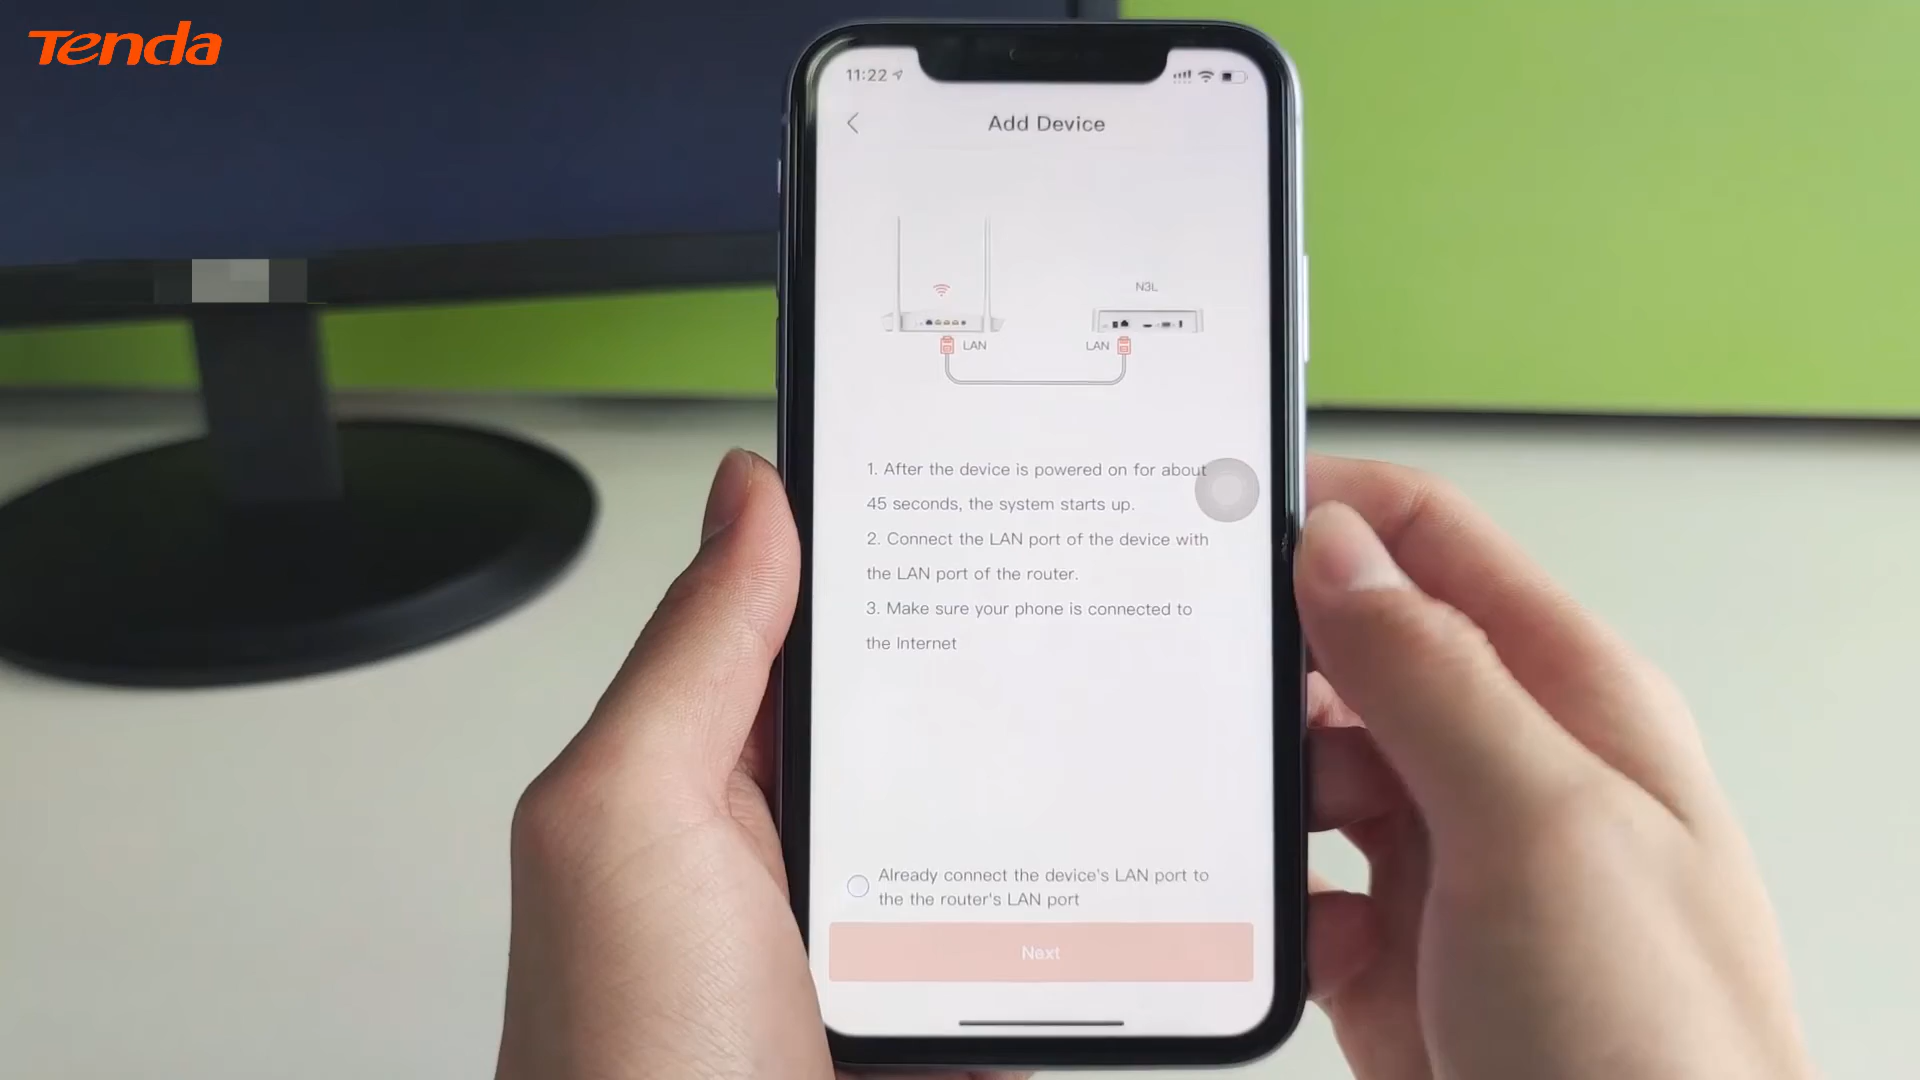 Tenda
11:22
Add Device
N3L
LAN
LAN
1. After the device is powered on for about
45 seconds, the system starts up.
2. Connect the LAN port of the device with
the LAN port of the router.
3. Make sure your phone is connected to
the Internet
Already connect the device's LAN port to
the the router's LAN port
Next